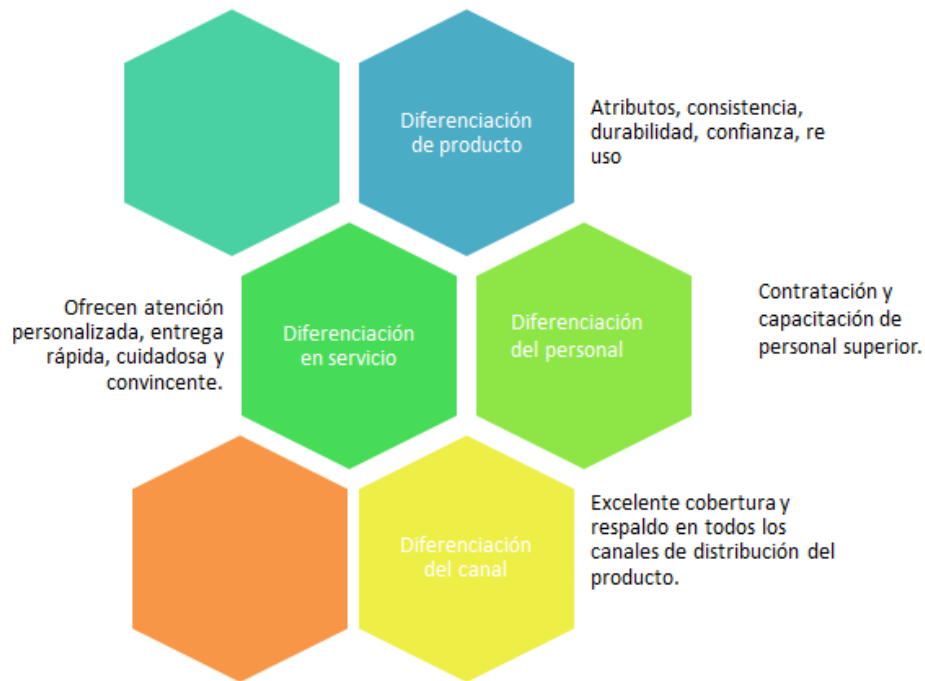 Diferenciación
de producto
Atributos, consistencia,
durabilidad, confianza, re
uso
Ofrecen atención
personalizada, entrega
rápida, cuidadosa y
convincente.
Diferenciación
en servicio
Diferenciación
del personal
Contratación y
capacitación de
personal superior.
Diferenciación
del canal
Excelente cobertura y
respaldo en todos los
canales de distribución del
producto.